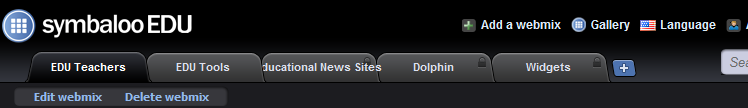 symbaloo EDU
Add a webmix Gallery Language
EDU Teachers EDU Tools ducational News Sites Dolphin Widgets
Edit webmix Delete webmix